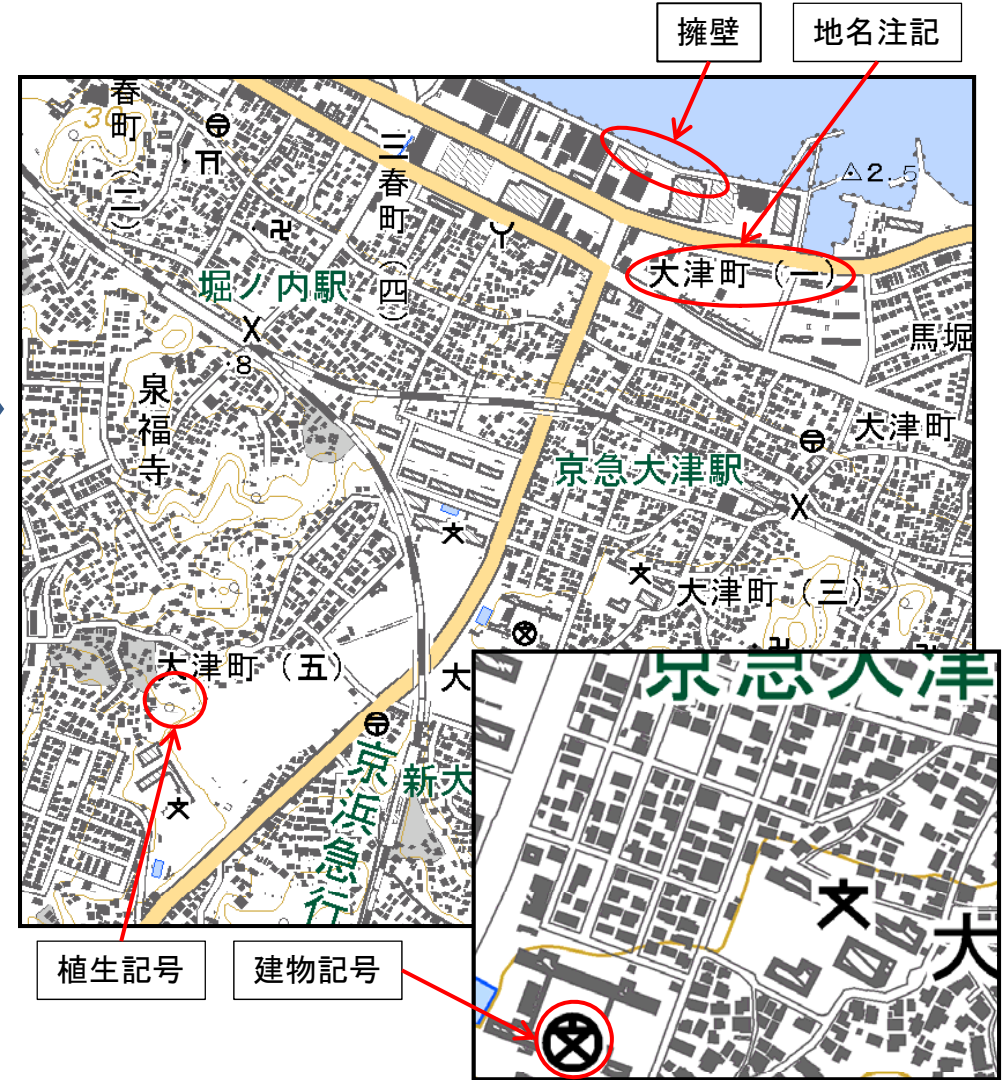 擁壁
地名注記
春町(二)
30
三春町(四)
2.5
大津町(一)
堀ノ内駅
馬堀
8
泉福寺
大津町
京急大津駅
大津町(三)
大津町(五)
大
京浜急行
新大
京急大津
大
植生記号
建物記号